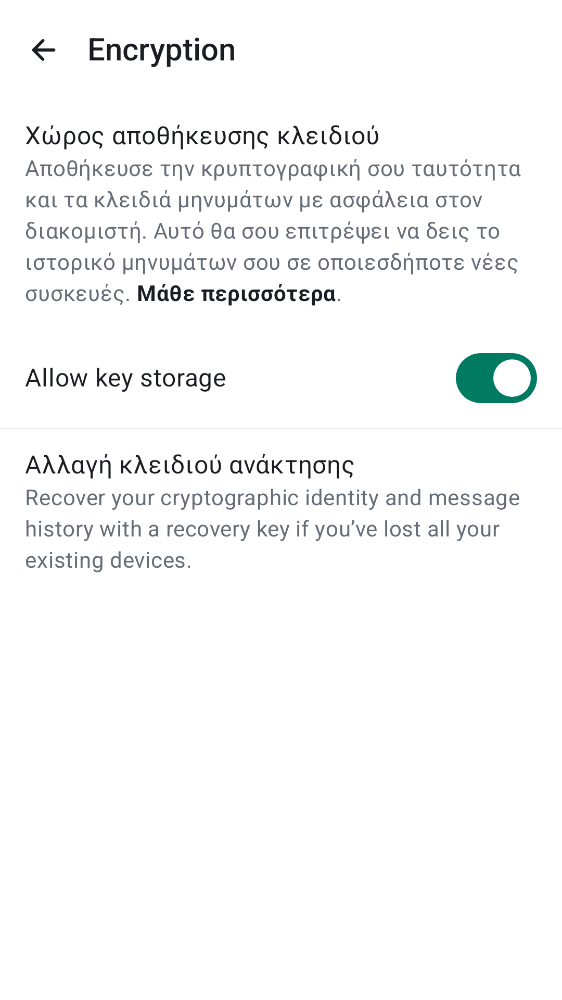 Encryption
Χώρος αποθήκευσης κλειδιού
Αποθήκευσε την κρυπτογραφική σου ταυτότητα
και τα κλειδιά μηνυμάτων με ασφάλεια στον
διακομιστή. Αυτό θα σου επιτρέψει να δεις το
ιστορικό μηνυμάτων σου σε οποιεσδήποτε νέες
συσκευές. Μάθε περισσότερα.
Allow key storage
Αλλαγή κλειδιού ανάκτησης
Recover your cryptographic identity and message
history with a recovery key if you’ve lost all your
existing devices.